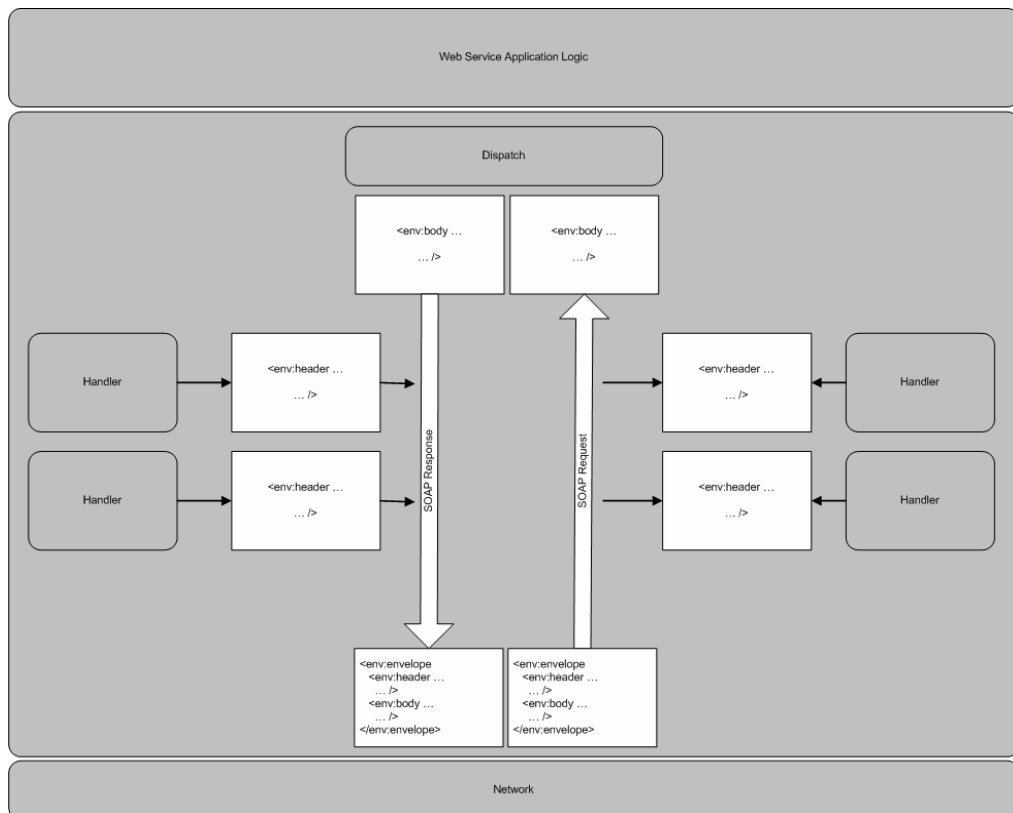 Web Service Application Logic
Dispatch
<env:body …
… />
<env:body …
… />
Handler
<env:header …
… />
<env:header …
… />
Handler
Handler
<env:header …
… />
<env:header …
… />
Handler
SOAP Response
SOAP Request
<env:envelope
<env:header …
… />
<env:body …
… />
</env:envelope>
<env:envelope
<env:header …
… />
<env:body …
… />
</env:envelope>
Network